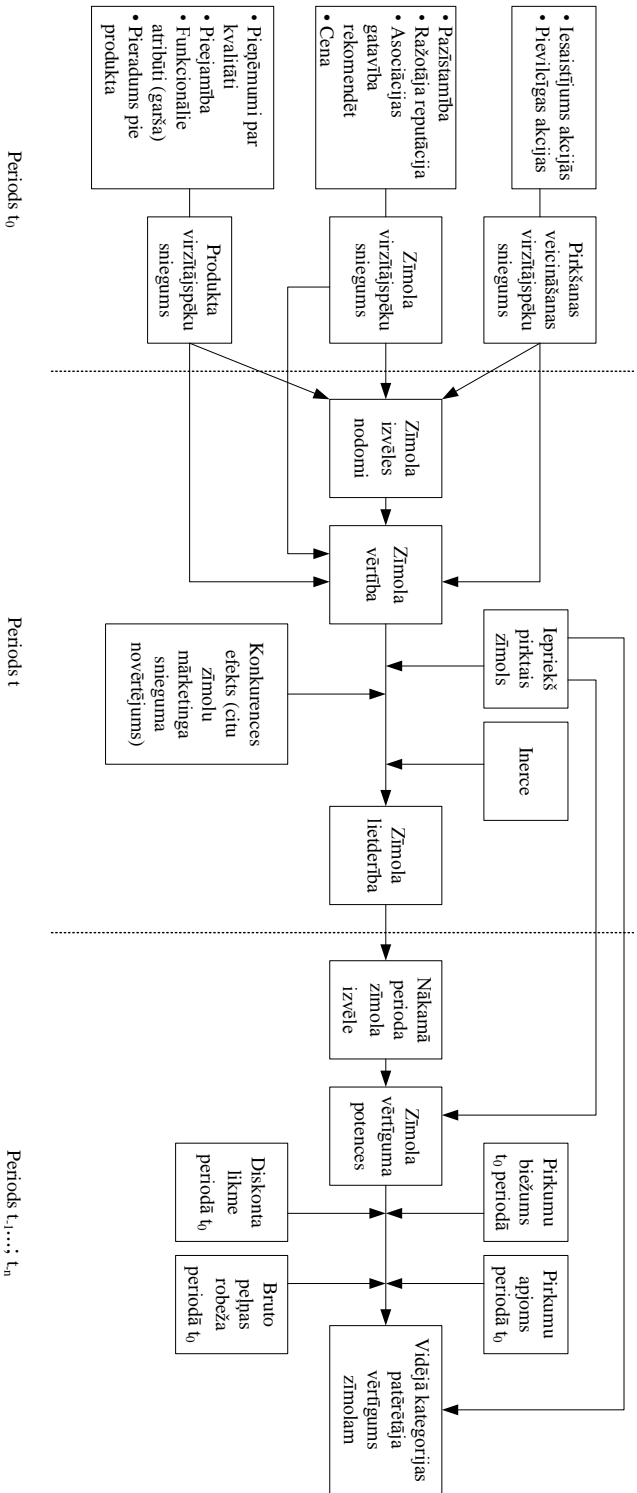 • Iesaistījums akcijās
• Pievilcīgas akcijas
• Pazīstamība
• Ražotāja reputācija
• Asociācijas
gatavība
rekomendēt
• Cena
• Pieņēmumi par
kvalitāti
• Pieejamība
• Funkcionālie
atribūti (garša)
• Pieradums pie
produkta
Pirkšanas
veicināšanas
virzītājspēku
sniegums
Zīmola
virzītājspēku
sniegums
Produkta
virzītājspēku
sniegums
Zīmola
izvēles
nodomi
Zīmola
vērtība
Iepriekš
pirktais
zīmols
Konkurences
efekts (citu
zīmolu
mārketinga
snieguma
novērtējums)
Inerce
Zīmola
lietderība
Nākamā
perioda
zīmola
izvēle
Zīmola
vērtīguma
potences
Pirkumu
biežums
t₀ periodā
Diskonta
likme
periodā t₀
Pirkumu
apjoms
periodā t₀
Bruto
peļņas
robeža
periodā t₀
Vidējā kategorijas
patērētāja
vērtīgums
zīmolam
Periods t₀
Periods t
Periods t₋₁...; t₋ₙ